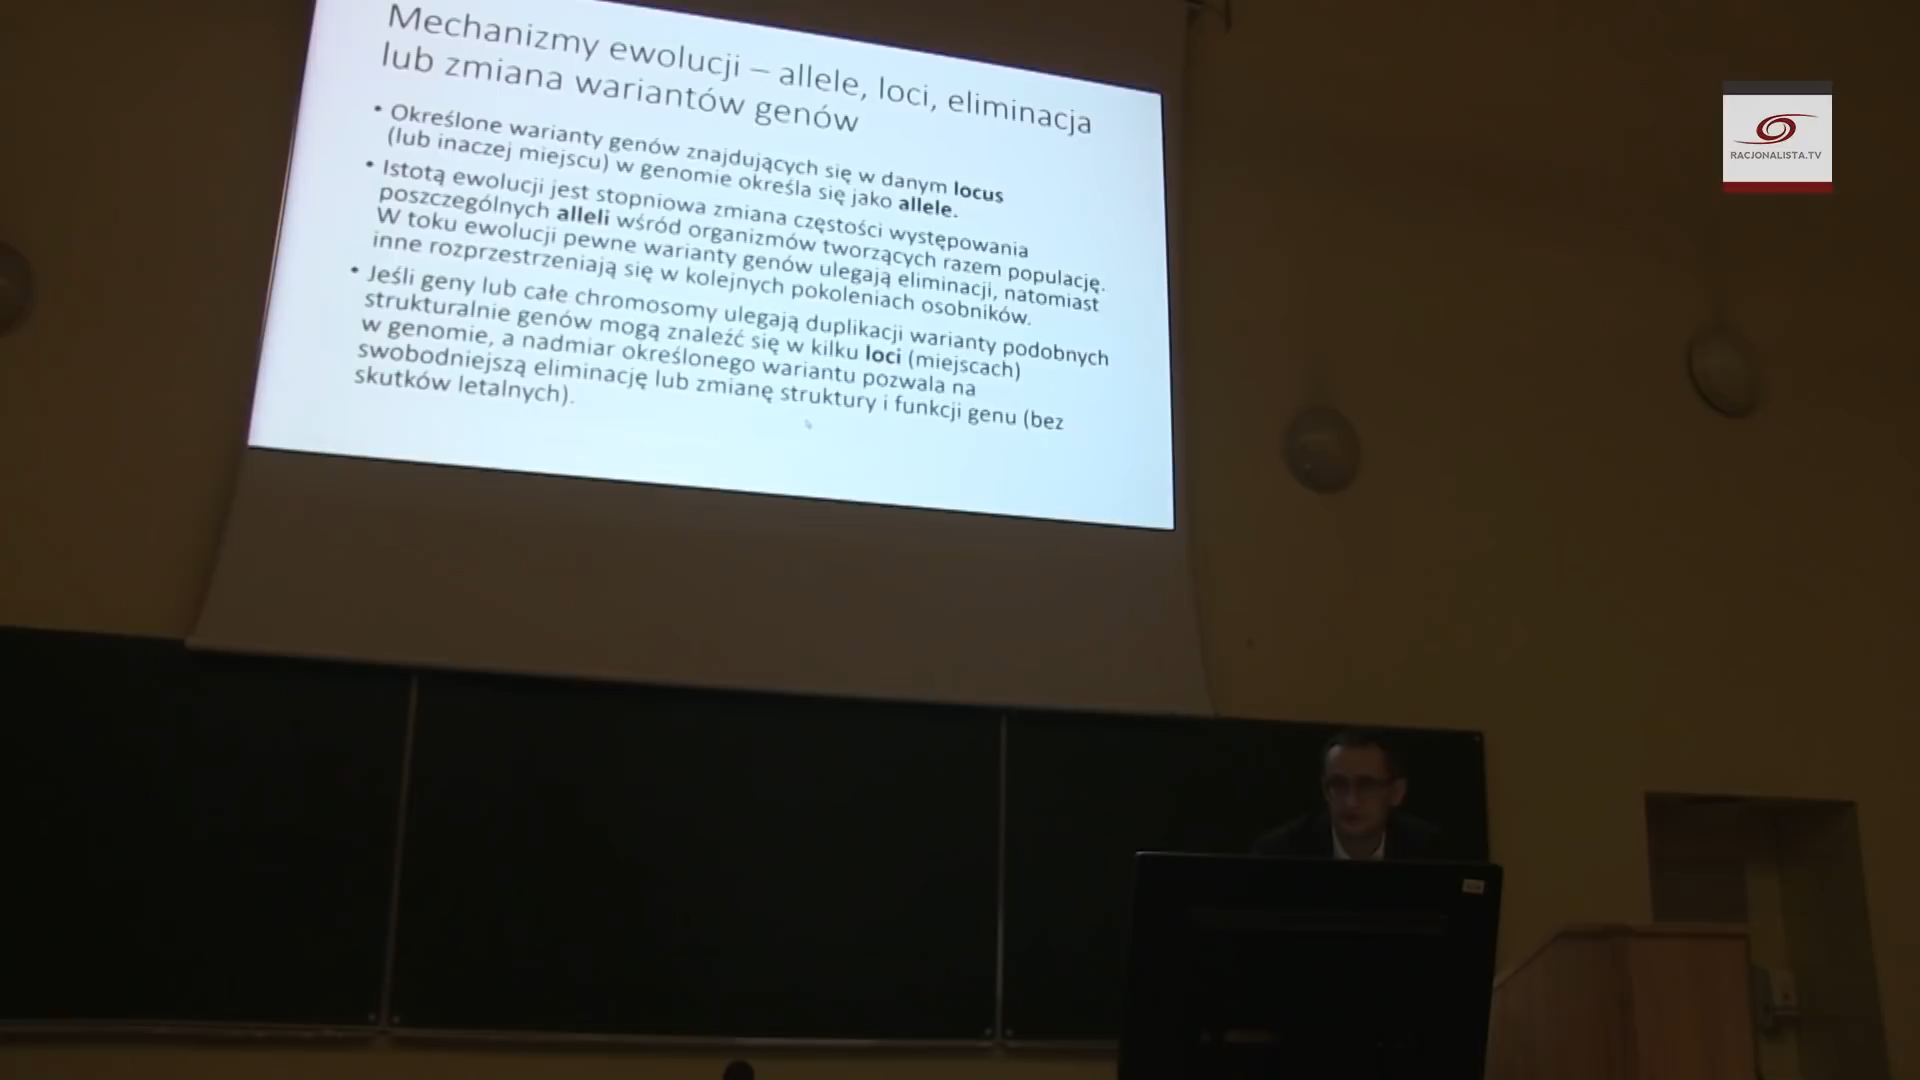 Mechanizmy ewolucji – allele, loci, eliminacja
lub zmiana wariantów genów
• Określone warianty genów znajdujących się w danym locus
(lub inaczej miejscu) w genomie określa się jako allele.
• Istotą ewolucji jest stopniowa zmiana częstości występowania
poszczególnych alleli wśród organizmów tworzących razem populację.
W toku ewolucji pewne warianty genów ulegają eliminacji, natomiast
inne rozprzestrzeniają się w kolejnych pokoleniach osobników.
• Jeśli geny lub całe chromosomy ulegają duplikacji warianty podobnych
strukturalnie genów mogą znaleźć się w kilku loci (miejscach)
w genomie, a nadmiar określonego wariantu pozwala na
swobodniejszą eliminację lub zmianę struktury i funkcji genu (bez
skutków letalnych).
RACJONALISTA.TV